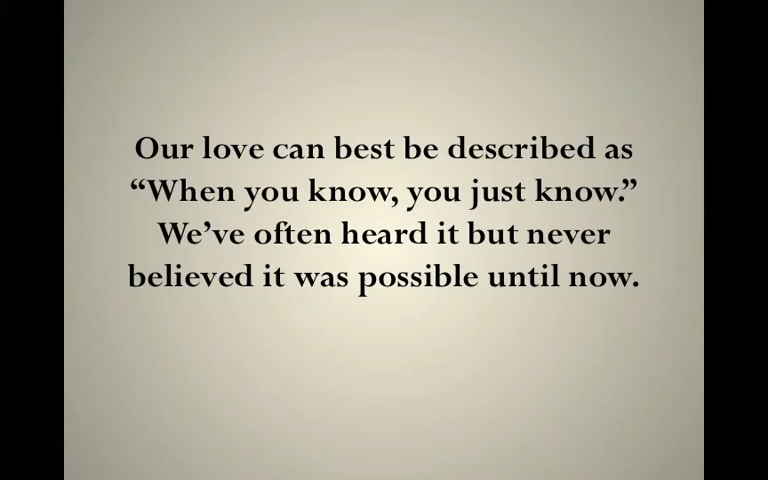 Our love can best be described as
“When you know, you just know.”
We’ve often heard it but never
believed it was possible until now.